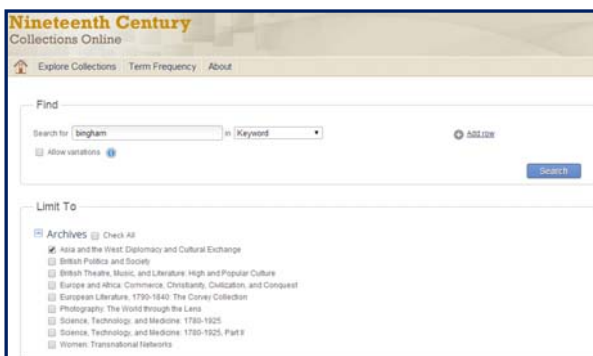 Nineteenth Century
Collections Online
Explore Collections Term Frequency About
Find
Search for bingham in Keyword Add row
Allow variations
Search
Limit To
Archives Check All
Asia and the West: Diplomacy and Cultural Exchange
British Politics and Society
British Theatre, Music, and Literature: High and Popular Culture
Europe and Africa: Commerce, Christianity, Civilization, and Conquest
European Literature, 1790-1840: The Corvey Collection
Photography: The World through the Lens
Science, Technology, and Medicine: 1780-1925
Science, Technology, and Medicine: 1780-1925, Part II
Women: Transnational Networks